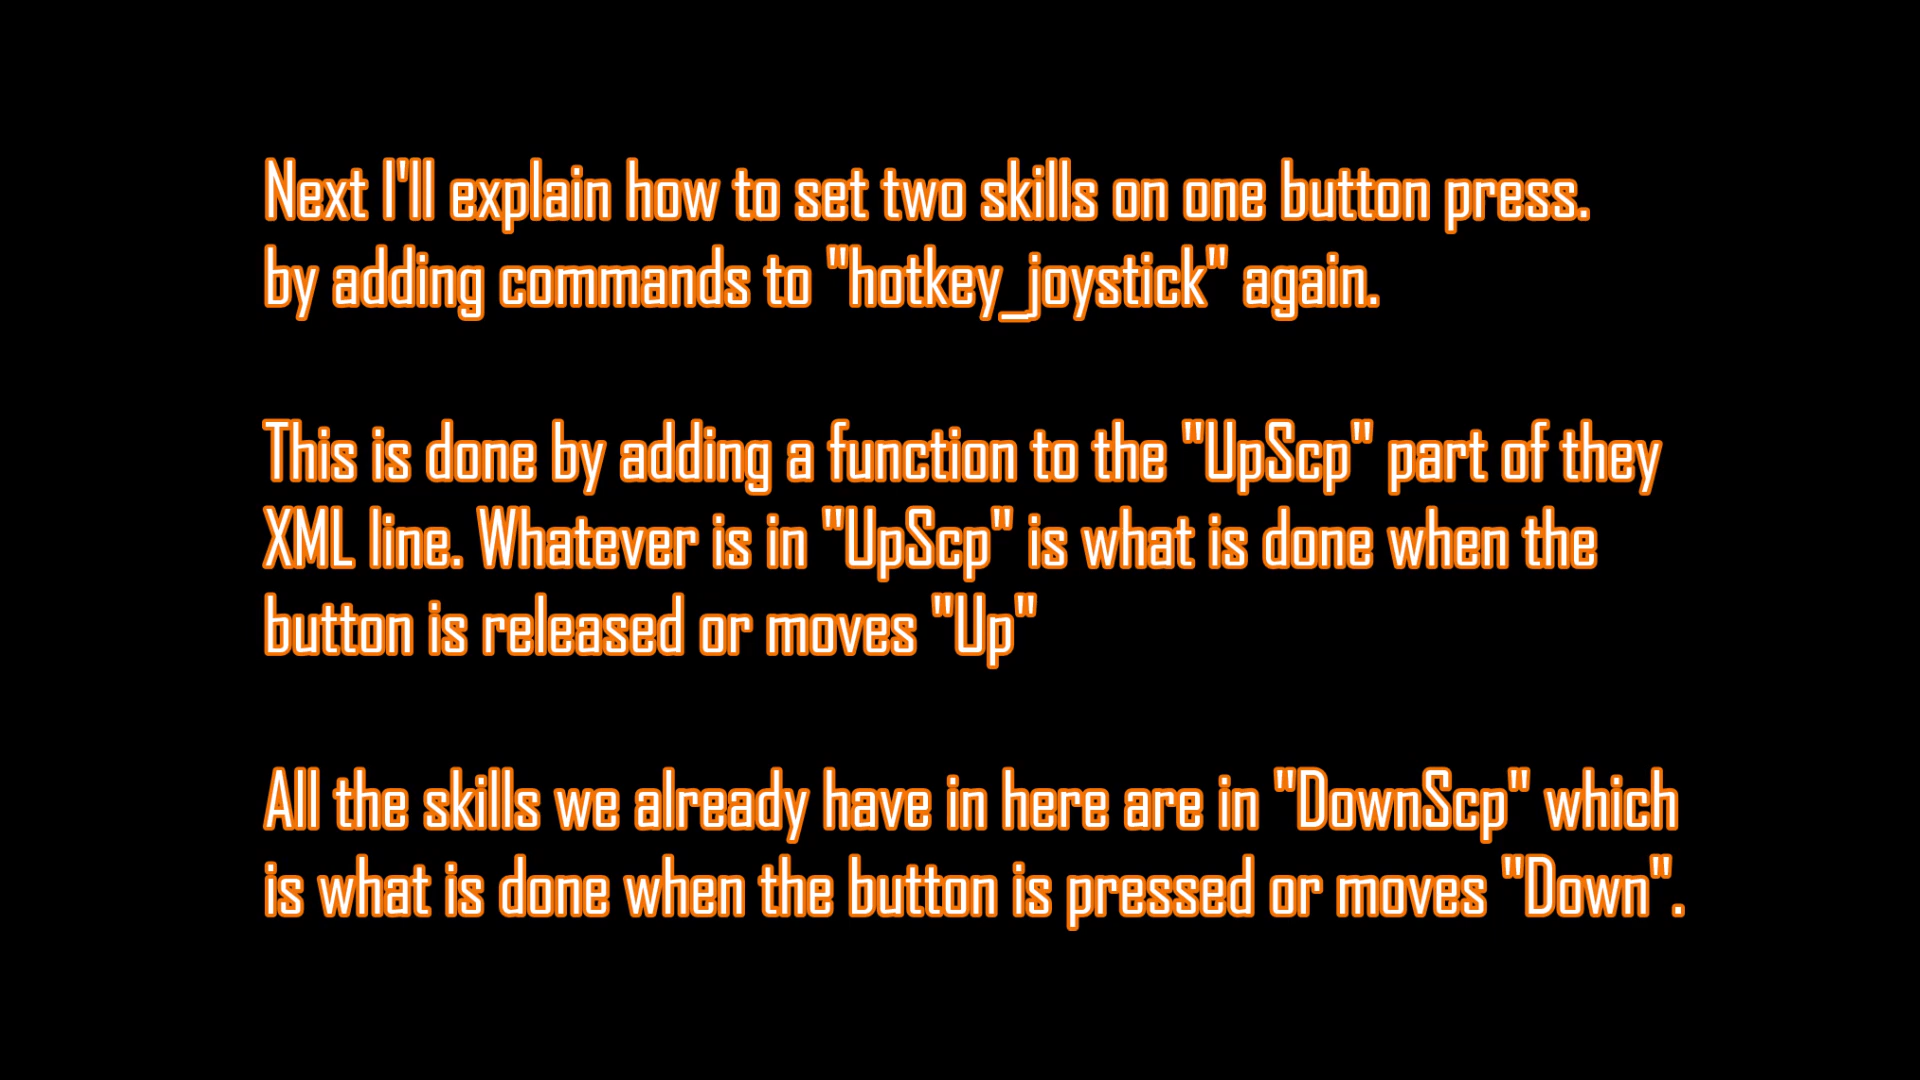 Next I'll explain how to set two skills on one button press.
by adding commands to "hotkey_joystick" again.
This is done by adding a function to the "UpScp" part of they
XML line. Whatever is in "UpScp" is what is done when the
button is released or moves "Up"
All the skills we already have in here are in "DownScp" which
is what is done when the button is pressed or moves "Down".